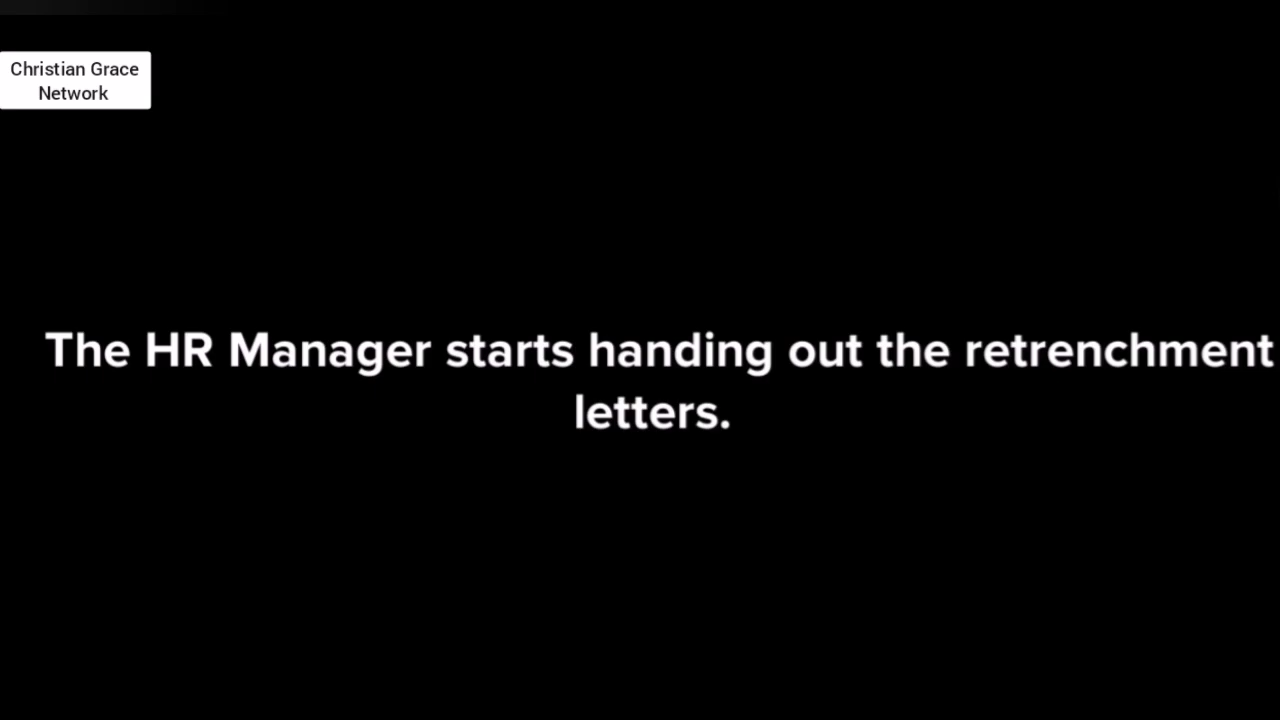 Christian Grace
Network
The HR Manager starts handing out the retrenchment
letters.